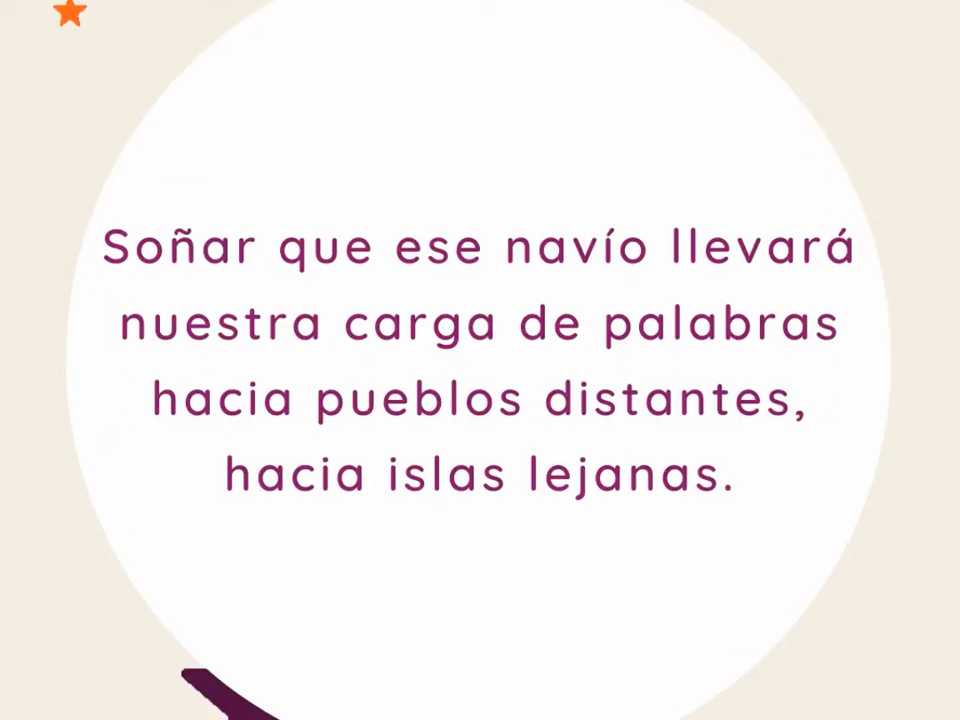 Soñar que ese navío llevará
nuestra carga de palabras
hacia pueblos distantes,
hacia islas lejanas.